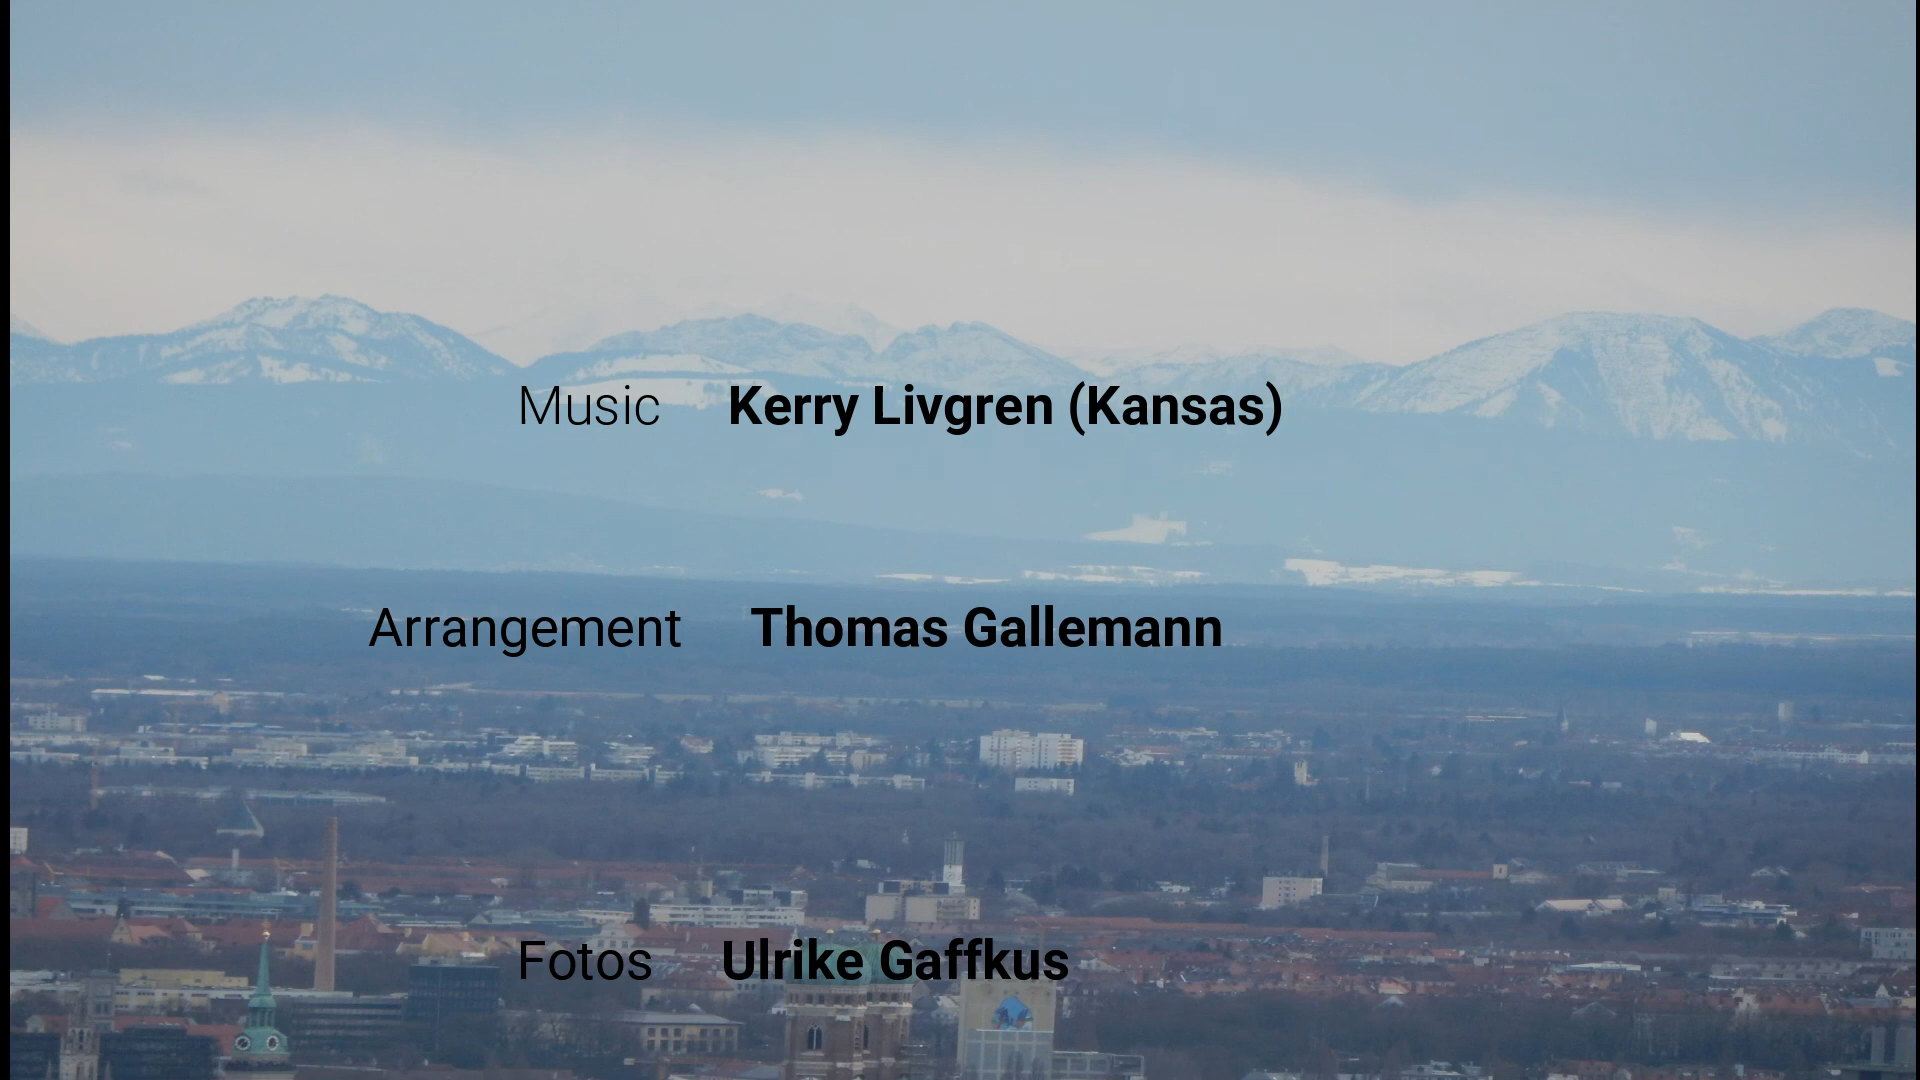 Music Kerry Livgren (Kansas)
Arrangement Thomas Gallemann
Fotos Ulrike Gaffkus